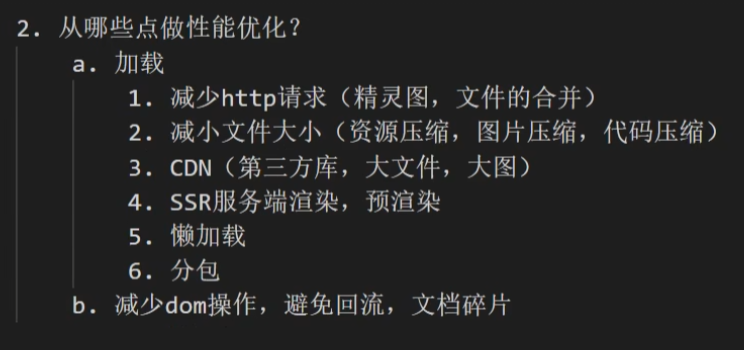 2. 从哪些点做性能优化？
a. 加载
1. 减少http请求（精灵图，文件的合并）
2. 减小文件大小（资源压缩，图片压缩，代码压缩）
3. CDN（第三方库，大文件，大图）
4. SSR服务端渲染，预渲染
5. 懒加载
6. 分包
b. 减少dom操作，避免回流，文档碎片